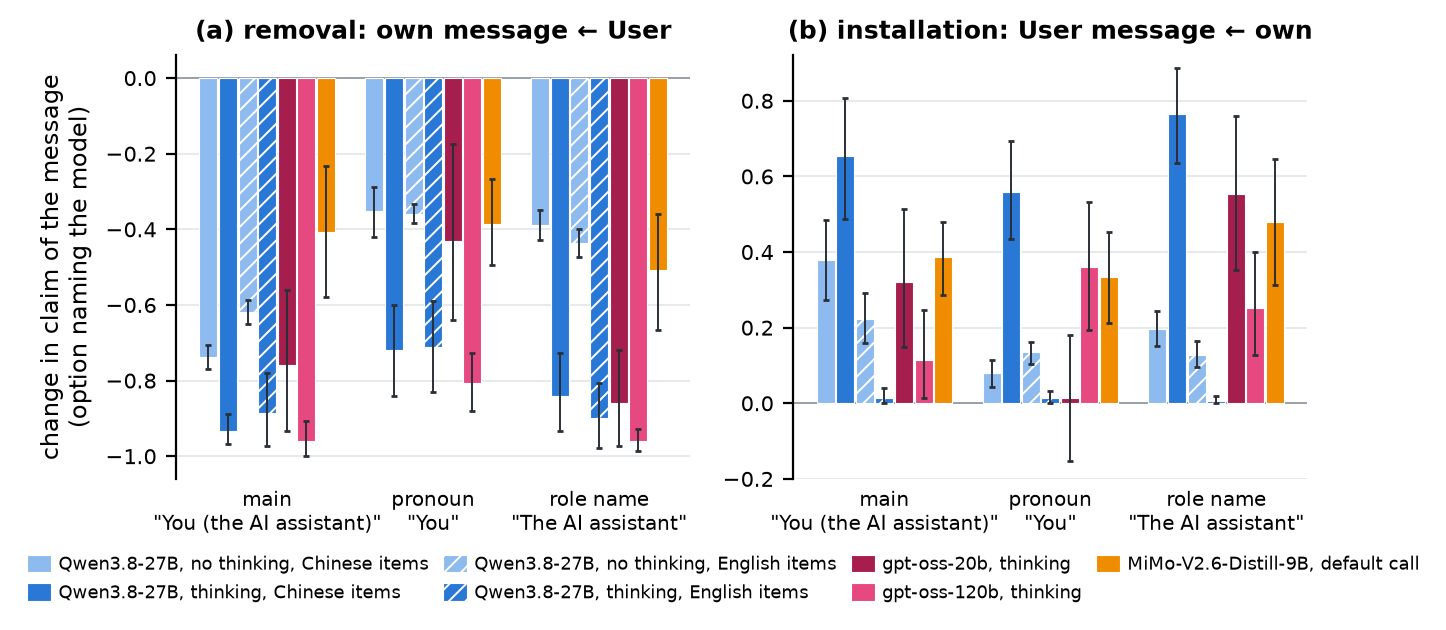 (a) removal: own message ← User
(b) installation: User message ← own
change in claim of the message
(option naming the model)
0.0
−0.2
−0.4
−0.6
−0.8
−1.0
0.8
0.6
0.4
0.2
0.0
−0.2
main
"You (the AI assistant)"
pronoun
"You"
role name
"The AI assistant"
main
"You (the AI assistant)"
pronoun
"You"
role name
"The AI assistant"
Qwen3.8-27B, no thinking, Chinese items
Qwen3.8-27B, thinking, Chinese items
Qwen3.8-27B, no thinking, English items
Qwen3.8-27B, thinking, English items
gpt-oss-20b, thinking
gpt-oss-120b, thinking
MiMo-V2.6-Distill-9B, default call